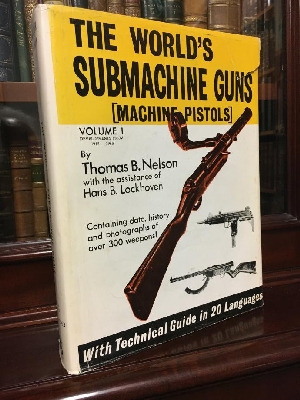 THE WORLD'S
SUBMACHINE GUNS
[MACHINE PISTOLS]
VOLUME I
By
Thomas B. Nelson
with the assistance of
Hans B. Lockhoven
Containing data, history
and photographs of
over 300 weapons!
With Technical Guide in 20 Languages